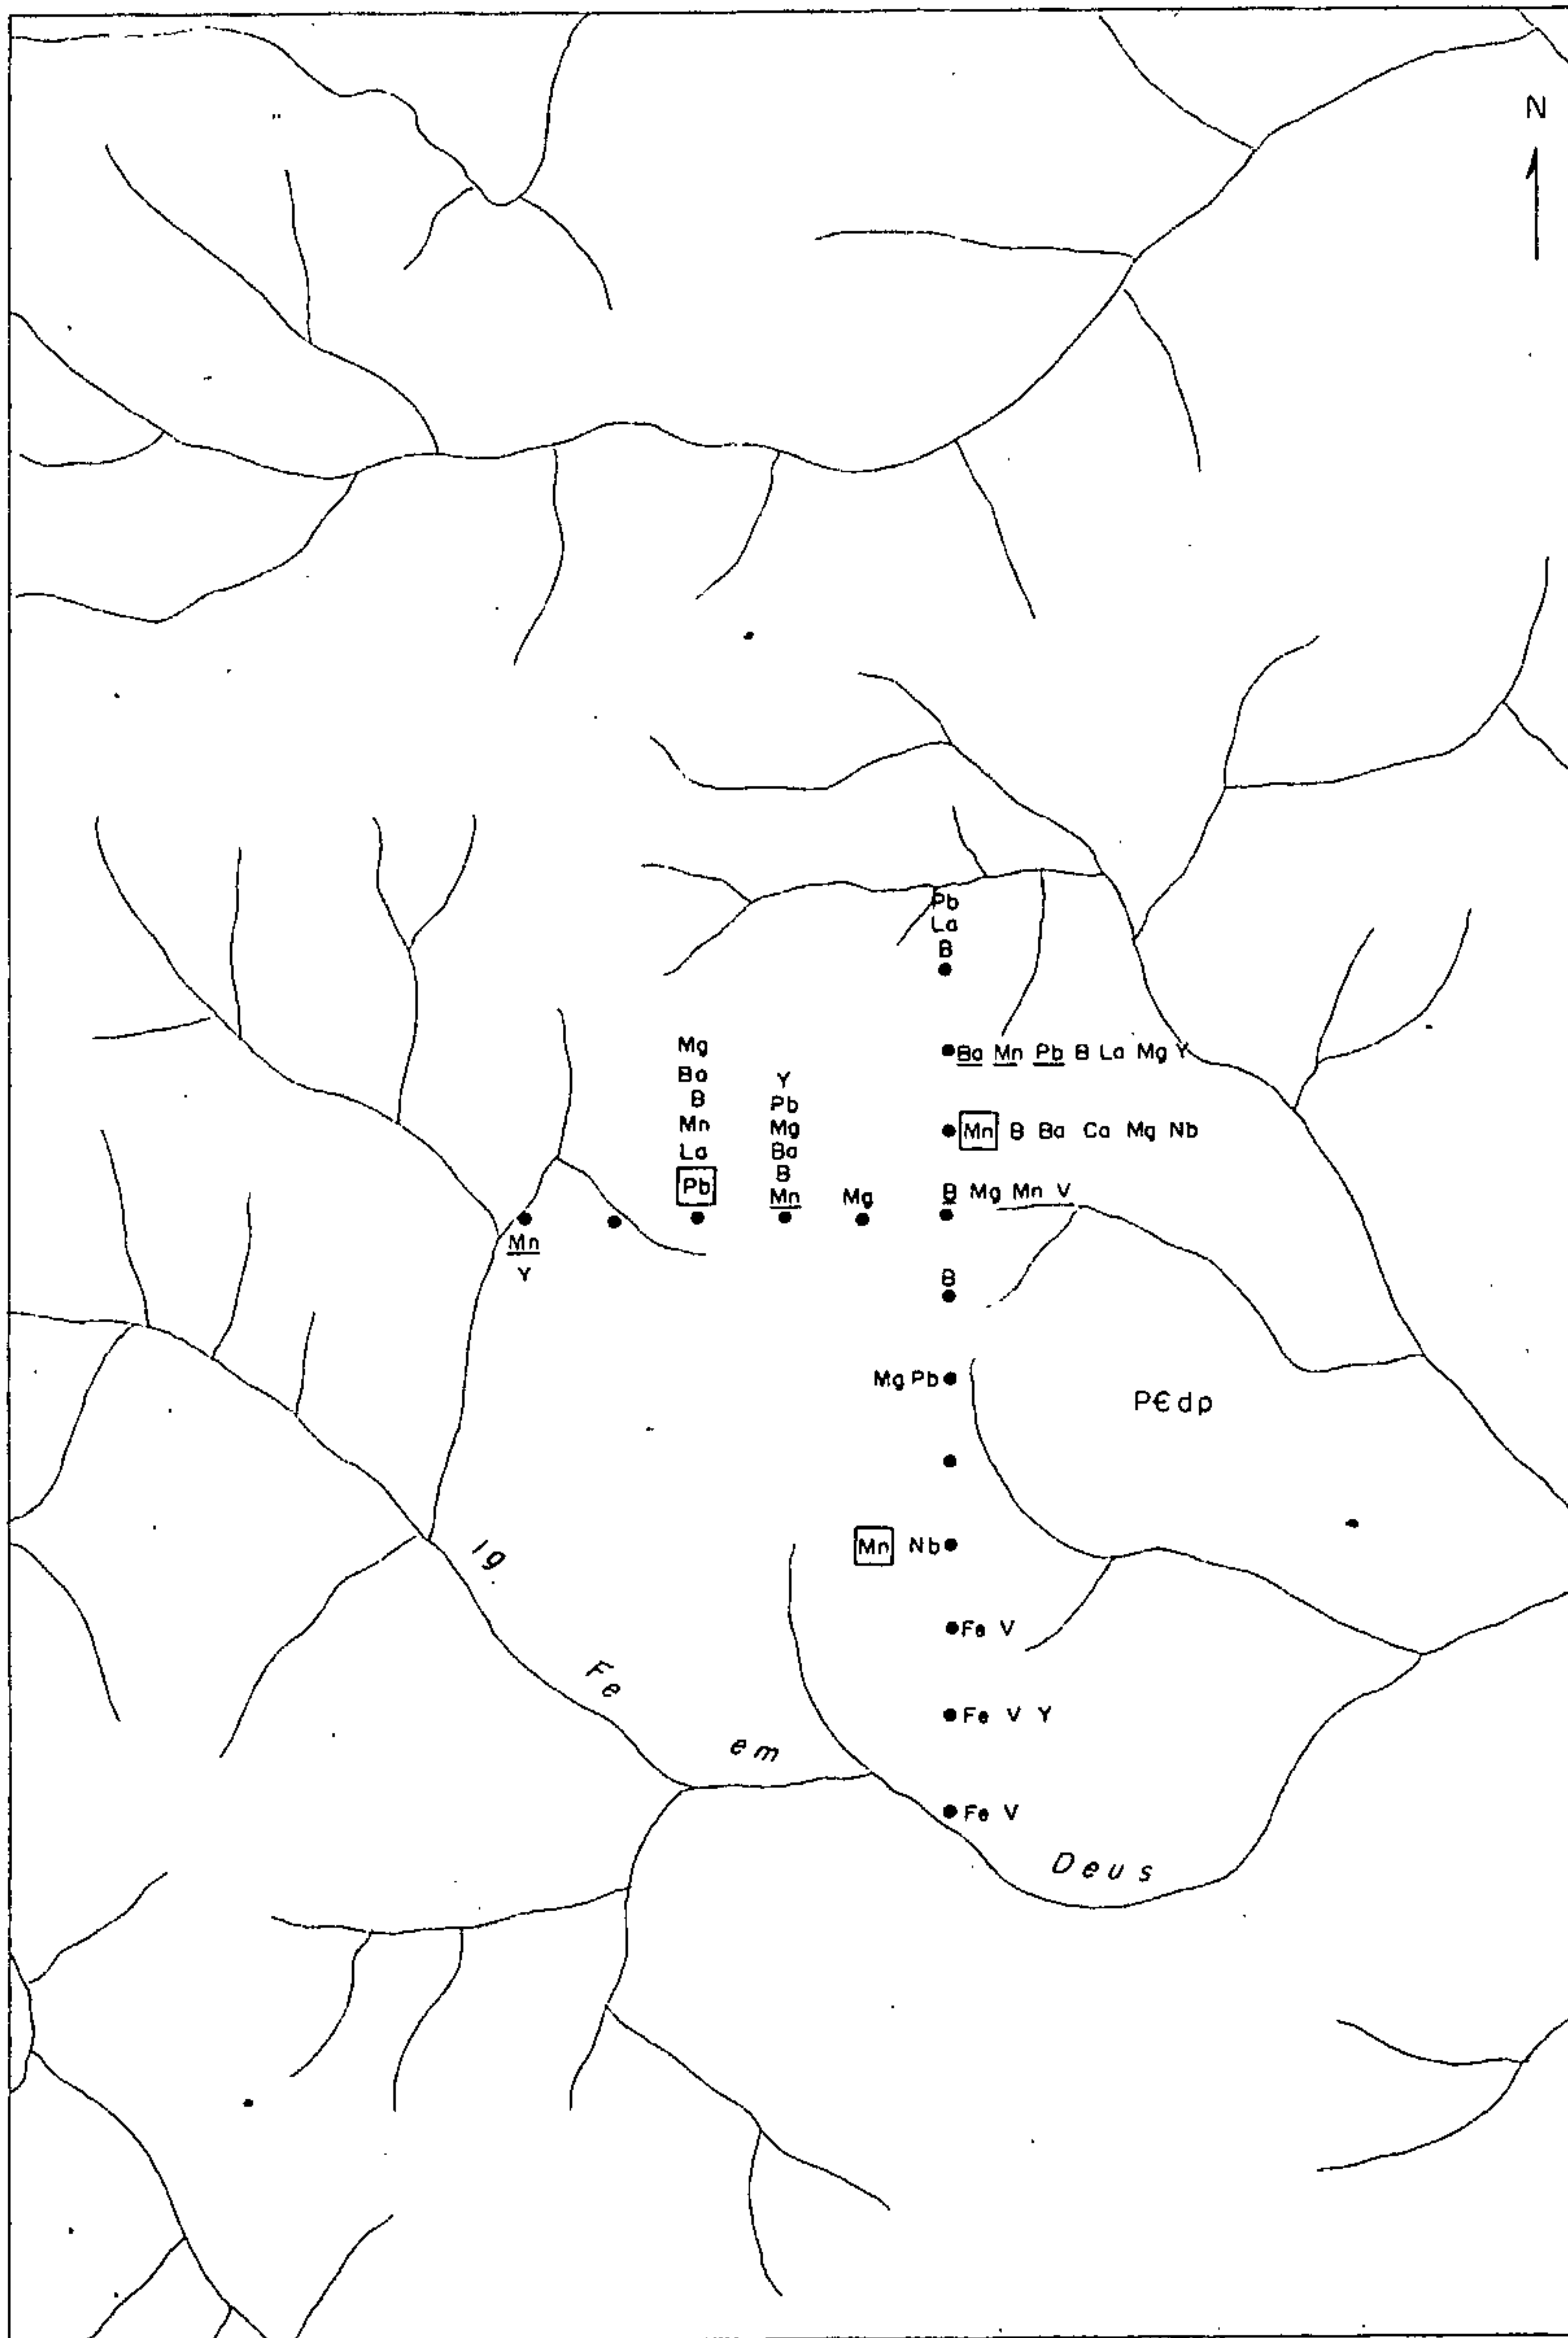 N
Pb
La
B
Ba Mn Pb B La Mg Y
Mg
Ba
B
Mn
La
Pb
Y
Pb
Mg
Ba
B
Mn
Mg
Mn B Ba Ca Mg Nb
B Mg Mn V
Mn
Y
B
Mg Pb
P€dp
Mn Nb
Ig.
Fe V
Fe
Fe V Y
em
Fe V
Deus